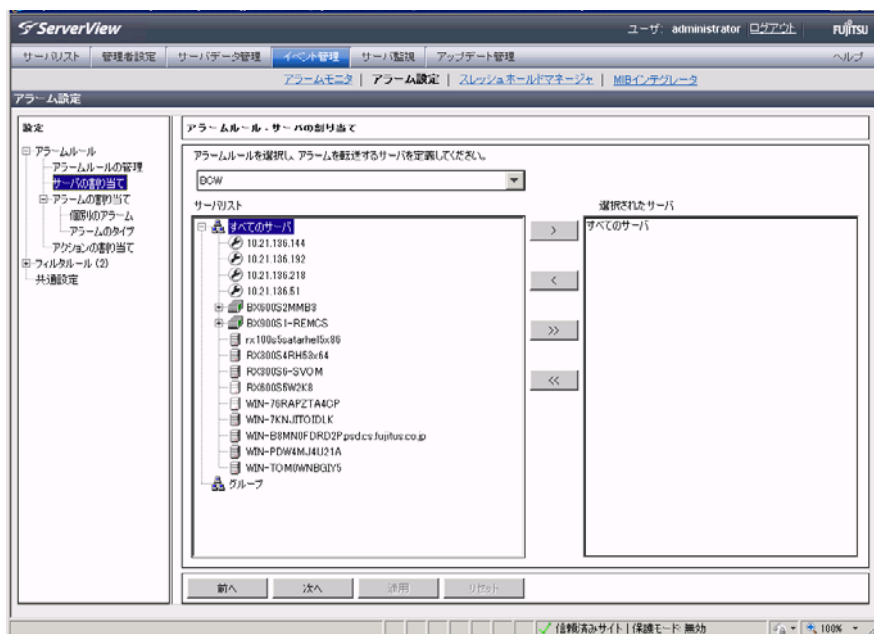 ServerView
ユーザ: administrator ログアウト FUJITSU
サーバリスト 管理者設定 サーバデータ管理 イベント管理 サーバ監視 アップデート管理 ヘルプ
アラームモニタ | アラーム設定 | スレッショホールドマネージャ | MIBインテグレータ
アラーム設定
設定
アラームルール
アラームルールの管理
サーバの割り当て
アラームの割り当て
個別のアラーム
アラームのタイプ
アクションの割り当て
フィルタルール (2)
共通設定
アラームルール - サーバの割り当て
アラームルールを選択し、アラームを転送するサーバを定義してください。
BCW
サーバリスト
すべてのサーバ
10.21.136.144
10.21.136.192
10.21.136.218
10.21.136.51
BX600S2MMB3
BX900S1-REMCS
rx100s5satarhel5x86
RX300S4RH53x64
RX300S6-SVOM
RX600S5W2K8
WIN-76RAPZTA4CP
WIN-7KNJITOIDLK
WIN-B8MN0FDRD2P.psd.cs.fujitus.co.jp
WIN-PDW4MJ4U21A
WIN-TOM0WNBGIY5
グループ
>
<
>>
<<
選択されたサーバ
すべてのサーバ
前へ 次へ 適用 リセット
信頼済みサイト | 保護モード: 無効 100%